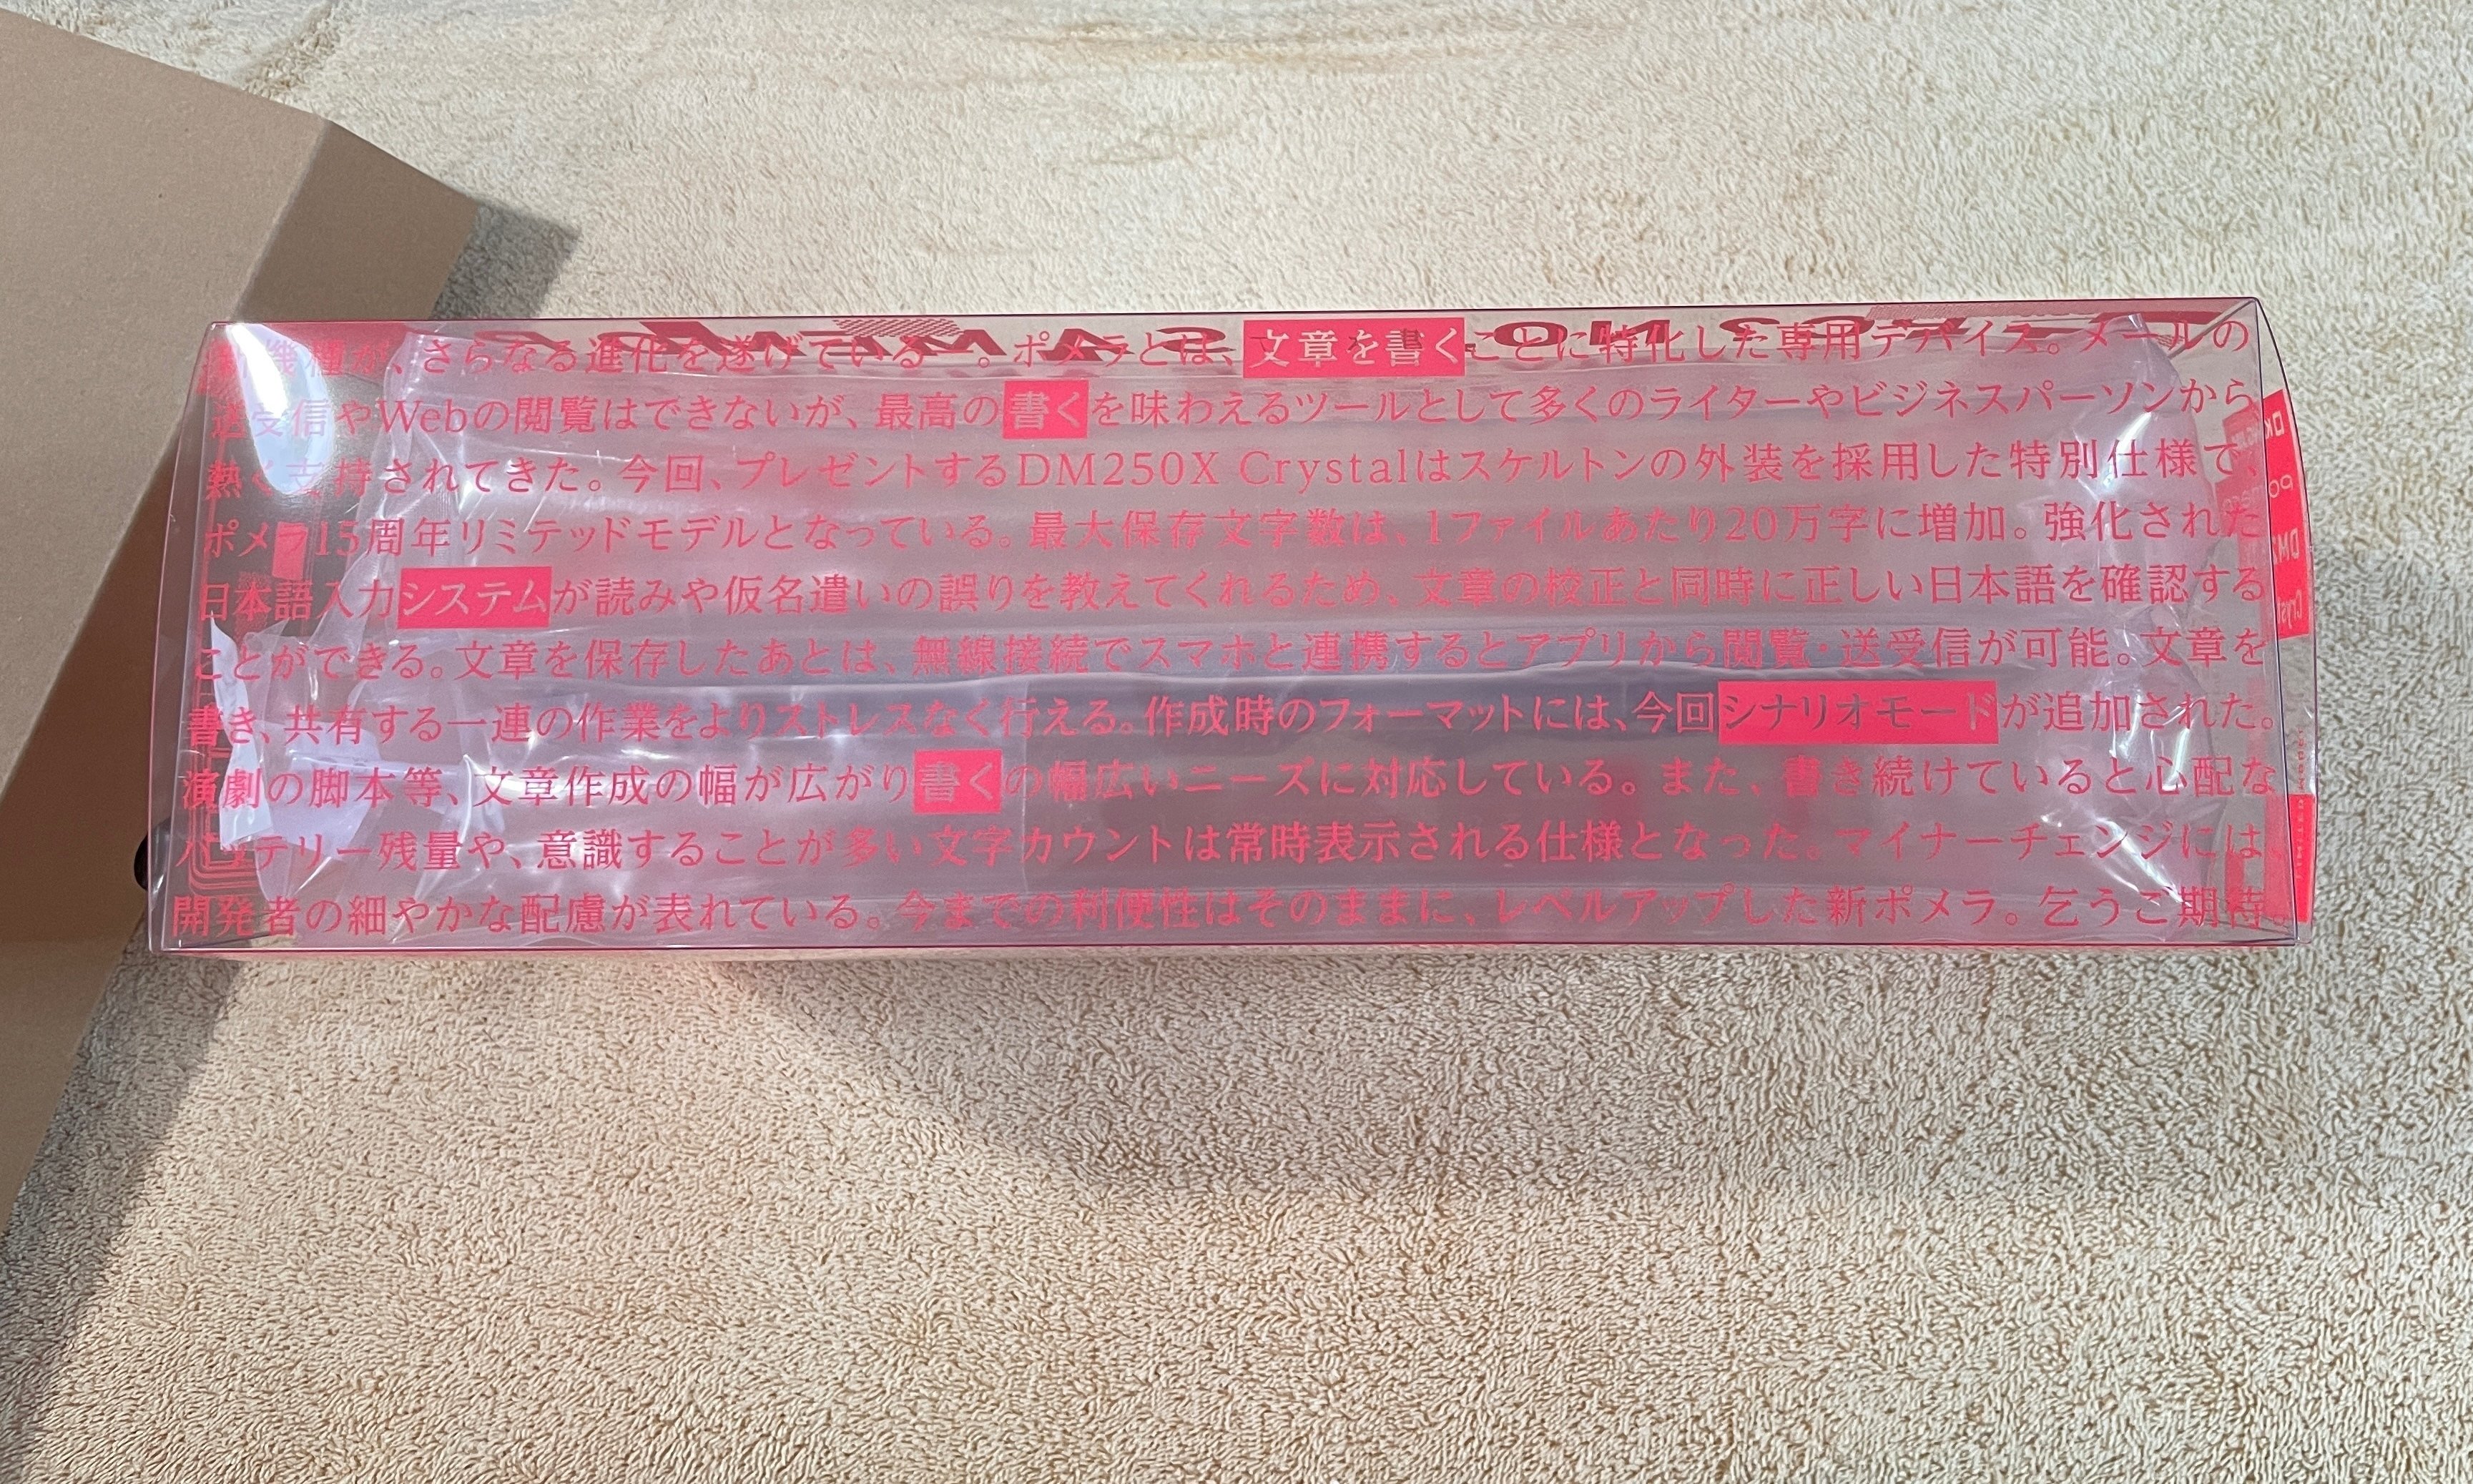 機種が、さらなる進化を遂げている―。ポメラとは、文章を書くことに特化した専用デバイス。メールの
送受信やWebの閲覧はできないが、最高の書くを味わえるツールとして多くのライターやビジネスパーソンから
熱く支持されてきた。今回、プレゼントするDM250X Crystalはスケルトンの外装を採用した特別仕様で、
ポメラ15周年リミテッドモデルとなっている。最大保存文字数は、1ファイルあたり20万字に増加。強化された
日本語入力システムが読みや仮名遣いの誤りを教えてくれるため、文章の校正と同時に正しい日本語を確認する
ことができる。文章を保存したあとは、無線接続でスマホと連携するとアプリから閲覧・送受信が可能。文章を
書き、共有する一連の作業をよりストレスなく行える。作成時のフォーマットには、今回シナリオモードが追加された。
演劇の脚本等、文章作成の幅が広がり書くの幅広いニーズに対応している。また、書き続けていると心配な
バッテリー残量や、意識することが多い文字カウントは常時表示される仕様となった。マイナーチェンジには、
開発者の細やかな配慮が表れている。今までの利便性はそのままに、レベルアップした新ポメラ。乞うご期待。